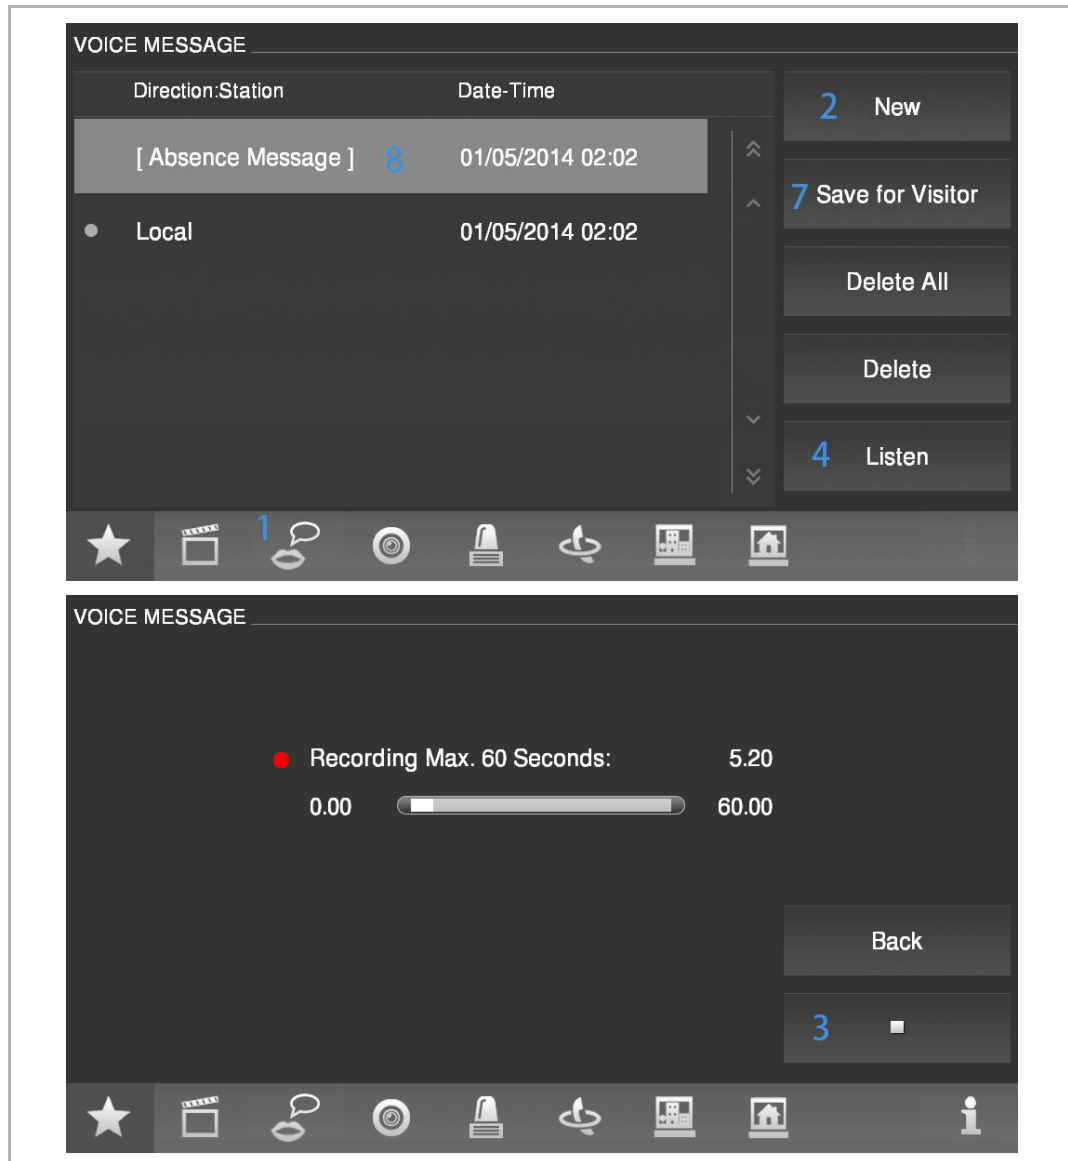 VOICE MESSAGE
Direction:Station Date-Time
2 New
[ Absence Message ] 8 01/05/2014 02:02
7 Save for Visitor
Local 01/05/2014 02:02
Delete All
Delete
4 Listen
1
VOICE MESSAGE
Recording Max. 60 Seconds: 5.20
0.00 60.00
Back
3